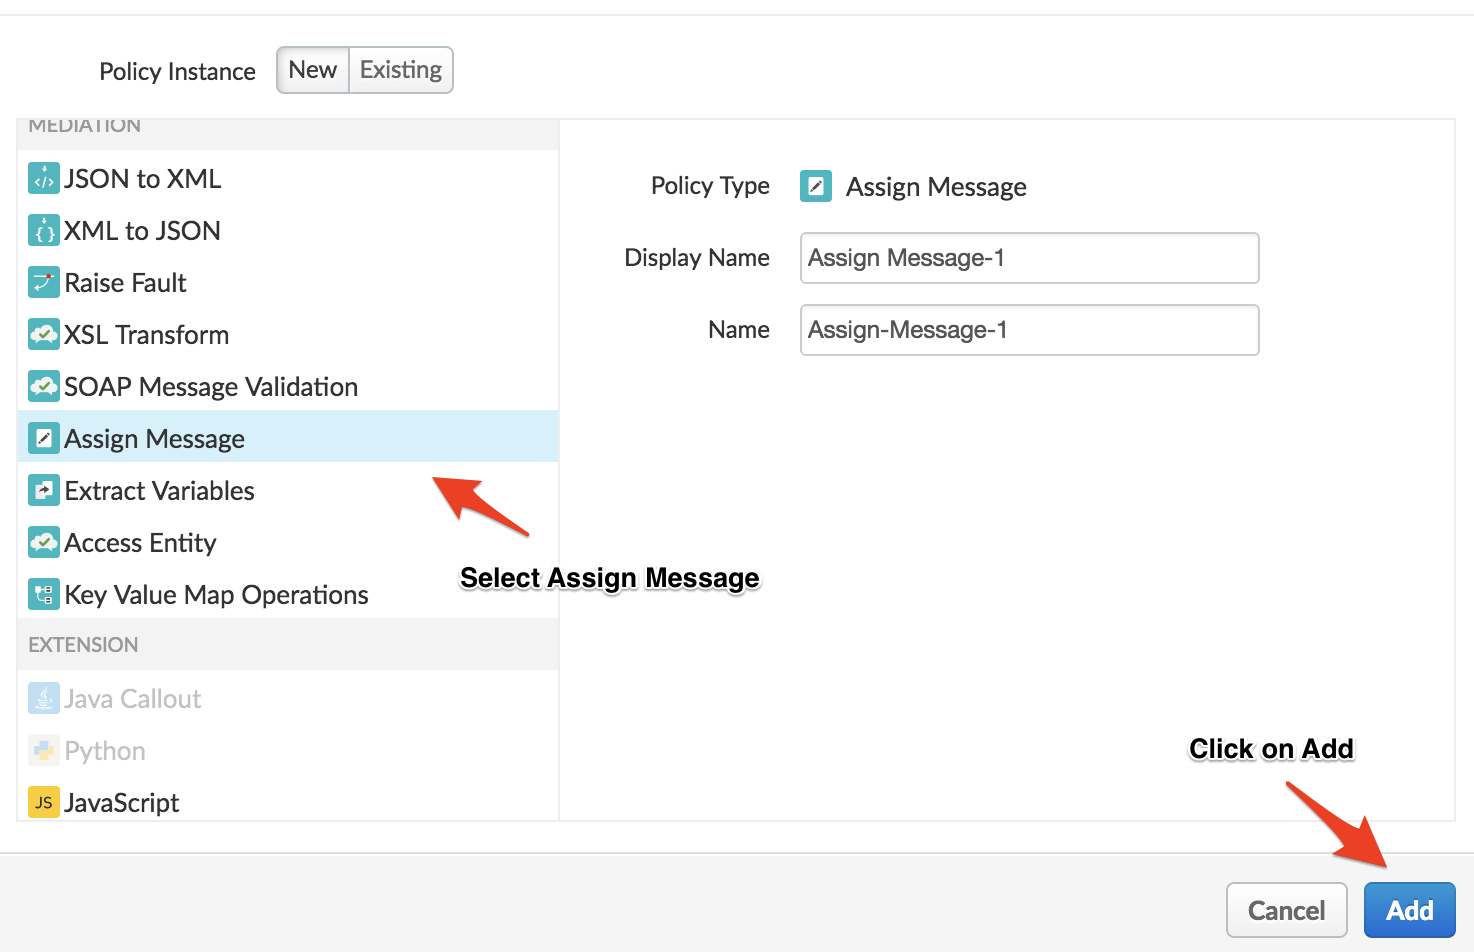 Policy Instance New Existing
MEDIATION
JSON to XML
XML to JSON
Raise Fault
XSL Transform
SOAP Message Validation
Assign Message
Extract Variables
Access Entity
Key Value Map Operations
EXTENSION
Java Callout
Python
JS JavaScript
Policy Type Assign Message
Display Name Assign Message-1
Name Assign-Message-1
Select Assign Message
Click on Add
Cancel Add